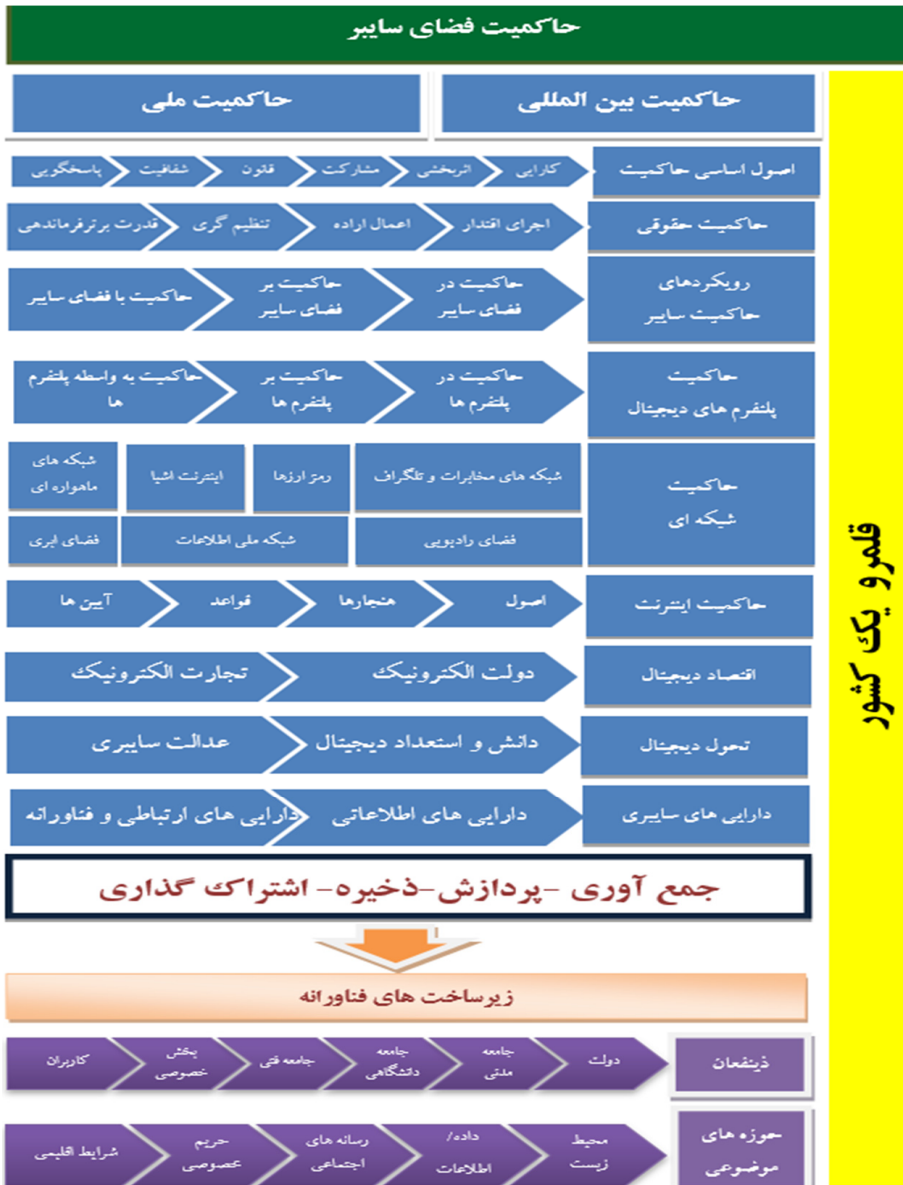 حاکمیت فضای سایبر
حاکمیت بین المللی
حاکمیت ملی
قلمرو یک کشور
اصول اساسی حاکمیت
کارایی
اثربخشی
مشارکت
قانون
شفافیت
پاسخگویی
حاکمیت حقوقی
اجرای اقتدار
اعمال اراده
تنظیم گری
قدرت برترفرماندهی
رویکردهای
حاکمیت سایبر
حاکمیت در
فضای سایبر
حاکمیت بر
فضای سایبر
حاکمیت با فضای سایبر
حاکمیت
پلتفرم های دیجیتال
حاکمیت در
پلتفرم ها
حاکمیت بر
پلتفرم ها
حاکمیت به واسطه پلتفرم
ها
حاکمیت
شبکه ای
شبکه های مخابرات و تلگراف
رمز ارزها
اینترنت اشیا
شبکه های
ماهواره ای
فضای رادیویی
شبکه ملی اطلاعات
فضای ابری
حاکمیت اینترنت
اصول
هنجارها
قواعد
آیین ها
اقتصاد دیجیتال
دولت الکترونیک
تجارت الکترونیک
تحول دیجیتال
دانش و استعداد دیجیتال
عدالت سایبری
دارایی های سایبری
دارایی های اطلاعاتی
دارایی های ارتباطی و فناورانه
جمع آوری -پردازش-ذخیره- اشتراک گذاری
زیرساخت های فناورانه
ذینفعان
دولت
جامعه
مدنی
جامعه
دانشگاهی
جامعه فنی
بخش
خصوصی
کاربران
حوزه های
موضوعی
محیط
زیست
داده/
اطلاعات
رسانه های
اجتماعی
حریم
خصوصی
شرایط اقلیمی